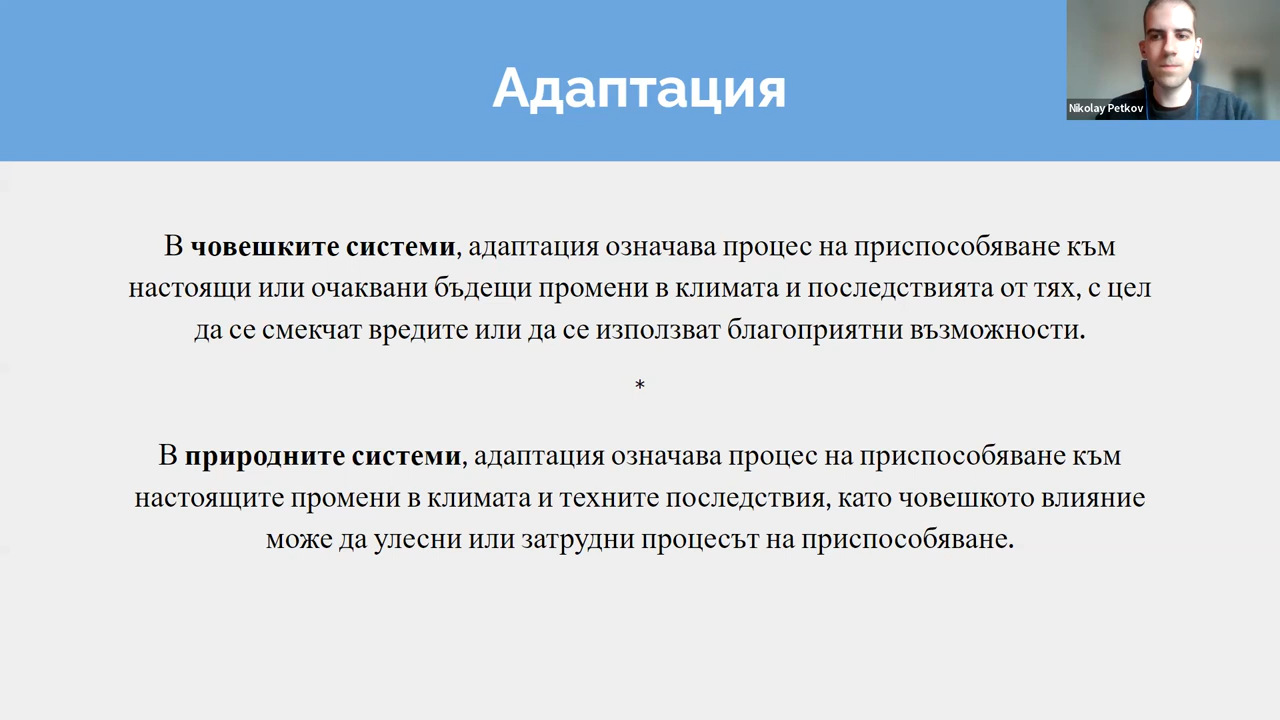 Адаптация
Nikolay Petkov
В човешките системи, адаптация означава процес на приспособяване към
настоящи или очаквани бъдещи промени в климата и последствията от тях, с цел
да се смекчат вредите или да се използват благоприятни възможности.
*
В природните системи, адаптация означава процес на приспособяване към
настоящите промени в климата и техните последствия, като човешкото влияние
може да улесни или затрудни процесът на приспособяване.